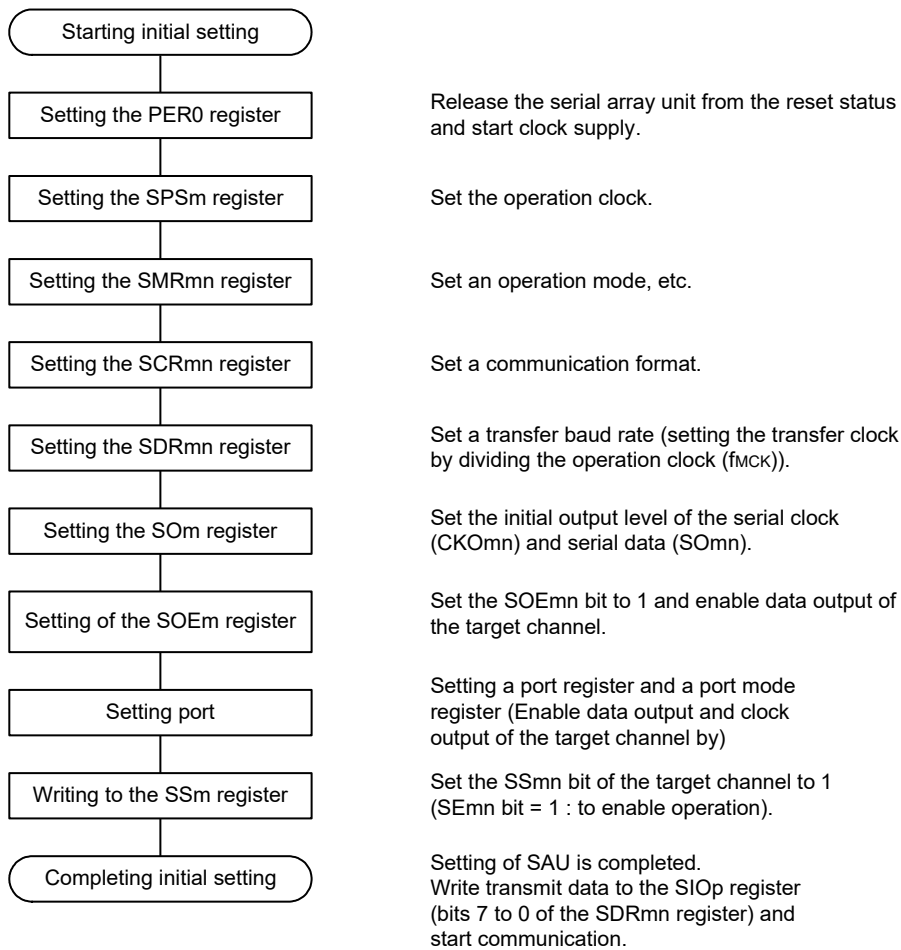 Starting initial setting
Setting the PER0 register
Release the serial array unit from the reset status
and start clock supply.
Setting the SPSm register
Set the operation clock.
Setting the SMRmn register
Set an operation mode, etc.
Setting the SCRmn register
Set a communication format.
Setting the SDRmn register
Set a transfer baud rate (setting the transfer clock
by dividing the operation clock (fMCK)).
Setting the SOm register
Set the initial output level of the serial clock
(CKOmn) and serial data (SOmn).
Setting of the SOEm register
Set the SOEmn bit to 1 and enable data output of
the target channel.
Setting port
Setting a port register and a port mode
register (Enable data output and clock
output of the target channel by)
Writing to the SSm register
Set the SSmn bit of the target channel to 1
(SEmn bit = 1 : to enable operation).
Completing initial setting
Setting of SAU is completed.
Write transmit data to the SIOp register
(bits 7 to 0 of the SDRmn register) and
start communication.